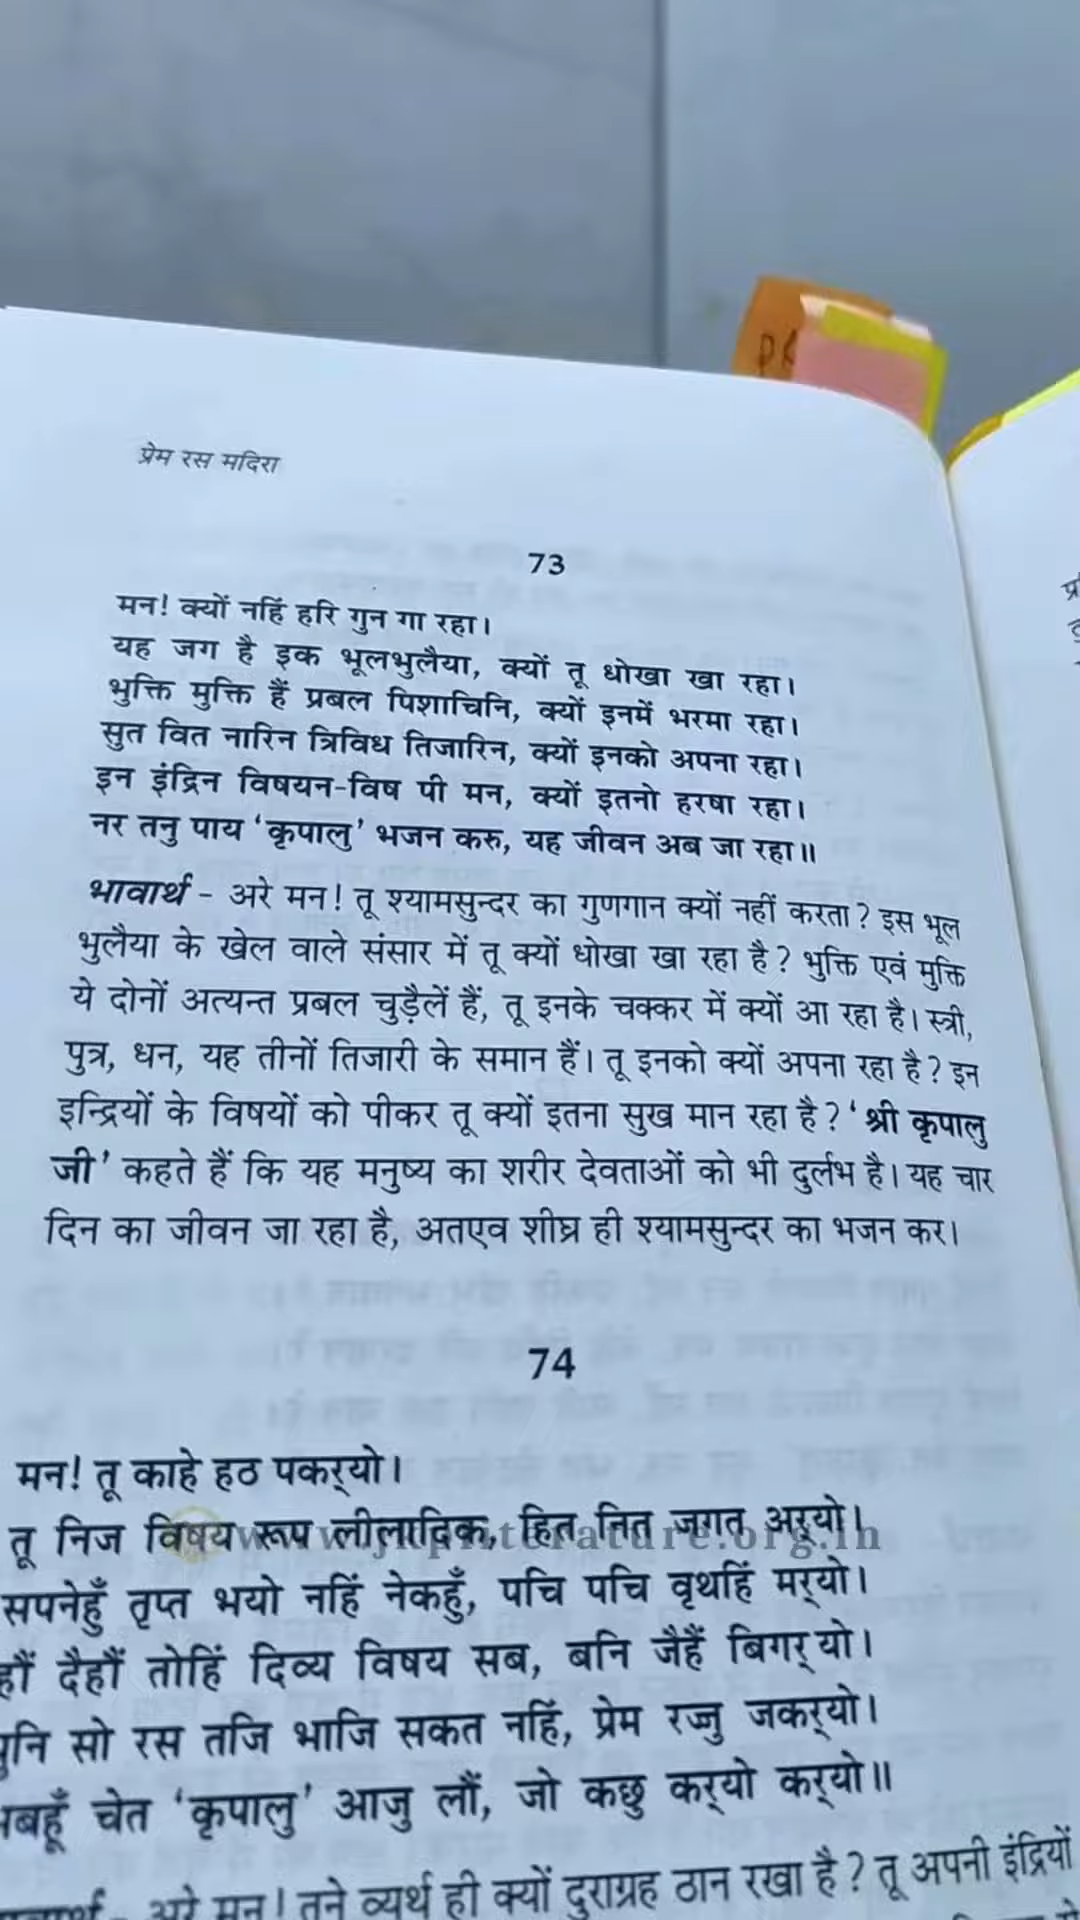 प्रेम रस मदिरा
73
मन! क्यों नहिं हरि गुन गा रहा।
यह जग है इक भूलभुलैया, क्यों तू धोखा खा रहा।
भुक्ति मुक्ति हैं प्रबल पिशाचिनि, क्यों इनमें भरमा रहा।
सुत वित नारिन त्रिविध तिजारिन, क्यों इनको अपना रहा।
इन इंद्रिन विषयन-विष पी मन, क्यों इतनो हरषा रहा।
नर तनु पाय ‘कृपालु’ भजन करु, यह जीवन अब जा रहा॥
भावार्थ - अरे मन! तू श्यामसुन्दर का गुणगान क्यों नहीं करता? इस भूल
भुलैया के खेल वाले संसार में तू क्यों धोखा खा रहा है? भुक्ति एवं मुक्ति
ये दोनों अत्यन्त प्रबल चुड़ैलें हैं, तू इनके चक्कर में क्यों आ रहा है। स्त्री,
पुत्र, धन, यह तीनों तिजारी के समान हैं। तू इनको क्यों अपना रहा है? इन
इन्द्रियों के विषयों को पीकर तू क्यों इतना सुख मान रहा है? ‘श्री कृपालु
जी’ कहते हैं कि यह मनुष्य का शरीर देवताओं को भी दुर्लभ है। यह चार
दिन का जीवन जा रहा है, अतएव शीघ्र ही श्यामसुन्दर का भजन कर।
74
मन! तू काहे हठ पकर्‍यो।
तू निज विषय रूप लीलादिक, हित नित जगत अर्‍यो।
www.jkpliterature.org.in
सपनेहुँ तृप्त भयो नहिं नेकहुँ, पचि पचि वृथहिं मर्‍यो।
दैहौं तोहिं दिव्य विषय सब, बनि जैहैं बिगर्‍यो।
सो रस तजि भाजि सकत नहिं, प्रेम रज्जु जकर्‍यो।
चेत ‘कृपालु’ आजु लौं, जो कछु कर्‍यो कर्‍यो॥
- अरे मन! तूने व्यर्थ ही क्यों दुराग्रह ठान रखा है? तू अपनी इंद्रियों